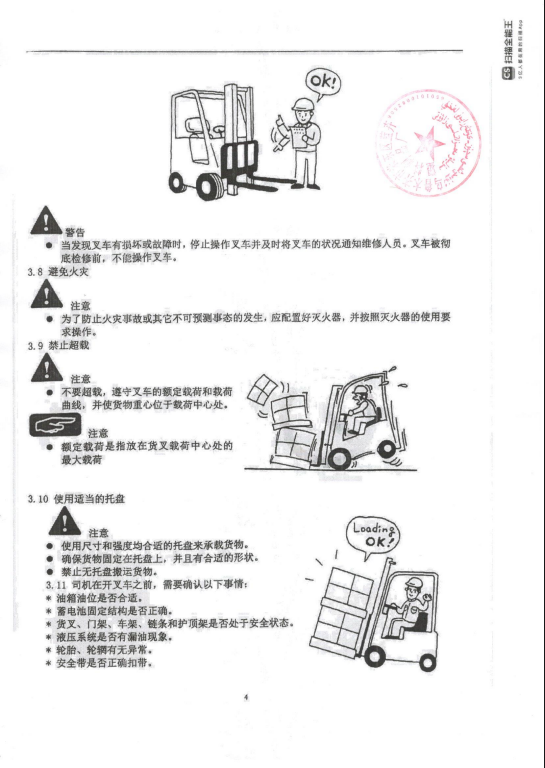 CS 扫描全能王
3亿人都在用的扫描App
OK!
警告
● 当发现叉车有损坏或故障时，停止操作叉车并及时将叉车的状况通知维修人员。叉车被彻
底检修前，不能操作叉车。
3.8 避免火灾
注意
● 为了防止火灾事故或其它不可预测事态的发生，应配置好灭火器，并按照灭火器的使用要
求操作。
3.9 禁止超载
注意
● 不要超载，遵守叉车的额定载荷和载荷
曲线，并使货物重心位于载荷中心处。
注意
● 额定载荷是指放在货叉载荷中心处的
最大载荷
3.10 使用适当的托盘
注意
● 使用尺寸和强度均合适的托盘来承载货物。
● 确保货物固定在托盘上，并且有合适的形状。
● 禁止无托盘搬运货物。
3.11 司机在开叉车之前，需要确认以下事情：
* 油箱油位是否合适。
* 蓄电池固定结构是否正确。
* 货叉、门架、车架、链条和护顶架是否处于安全状态。
* 液压系统是否有漏油现象。
* 轮胎、轮辋有无异常。
* 安全带是否正确扣带。
Loading
OK!
4